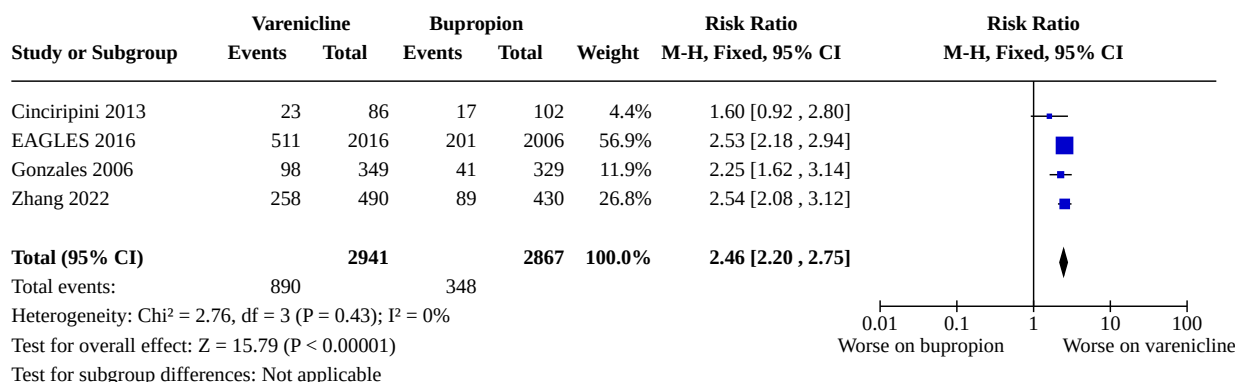 Varenicline Bupropion Risk Ratio Risk Ratio
Study or Subgroup Events Total Events Total Weight M-H, Fixed, 95% CI M-H, Fixed, 95% CI
Cinciripini 2013 23 86 17 102 4.4% 1.60 [0.92 , 2.80]
EAGLES 2016 511 2016 201 2006 56.9% 2.53 [2.18 , 2.94]
Gonzales 2006 98 349 41 329 11.9% 2.25 [1.62 , 3.14]
Zhang 2022 258 490 89 430 26.8% 2.54 [2.08 , 3.12]
Total (95% CI) 2941 2867 100.0% 2.46 [2.20 , 2.75]
Total events: 890 348
Heterogeneity: Chi² = 2.76, df = 3 (P = 0.43); I² = 0%
0.01 0.1 1 10 100
Test for overall effect: Z = 15.79 (P < 0.00001)
Worse on bupropion Worse on varenicline
Test for subgroup differences: Not applicable